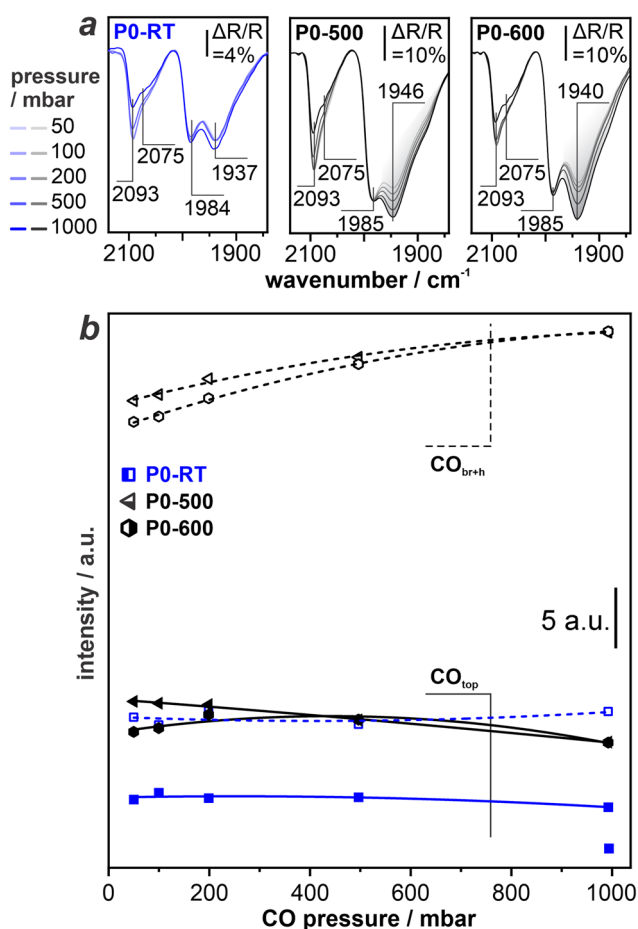 a
P0-RT
ΔR/R
=4%
P0-500
ΔR/R
=10%
P0-600
ΔR/R
=10%
pressure
/ mbar
50
100
200
500
1000
2093
2075
1984
1937
2093
2075
1985
1946
2093
2075
1985
1940
2100
1900
2100
1900
2100
1900
wavenumber / cm-1
b
CObr+h
P0-RT
P0-500
P0-600
5 a.u.
COtop
intensity / a.u.
0
200
400
600
800
1000
CO pressure / mbar